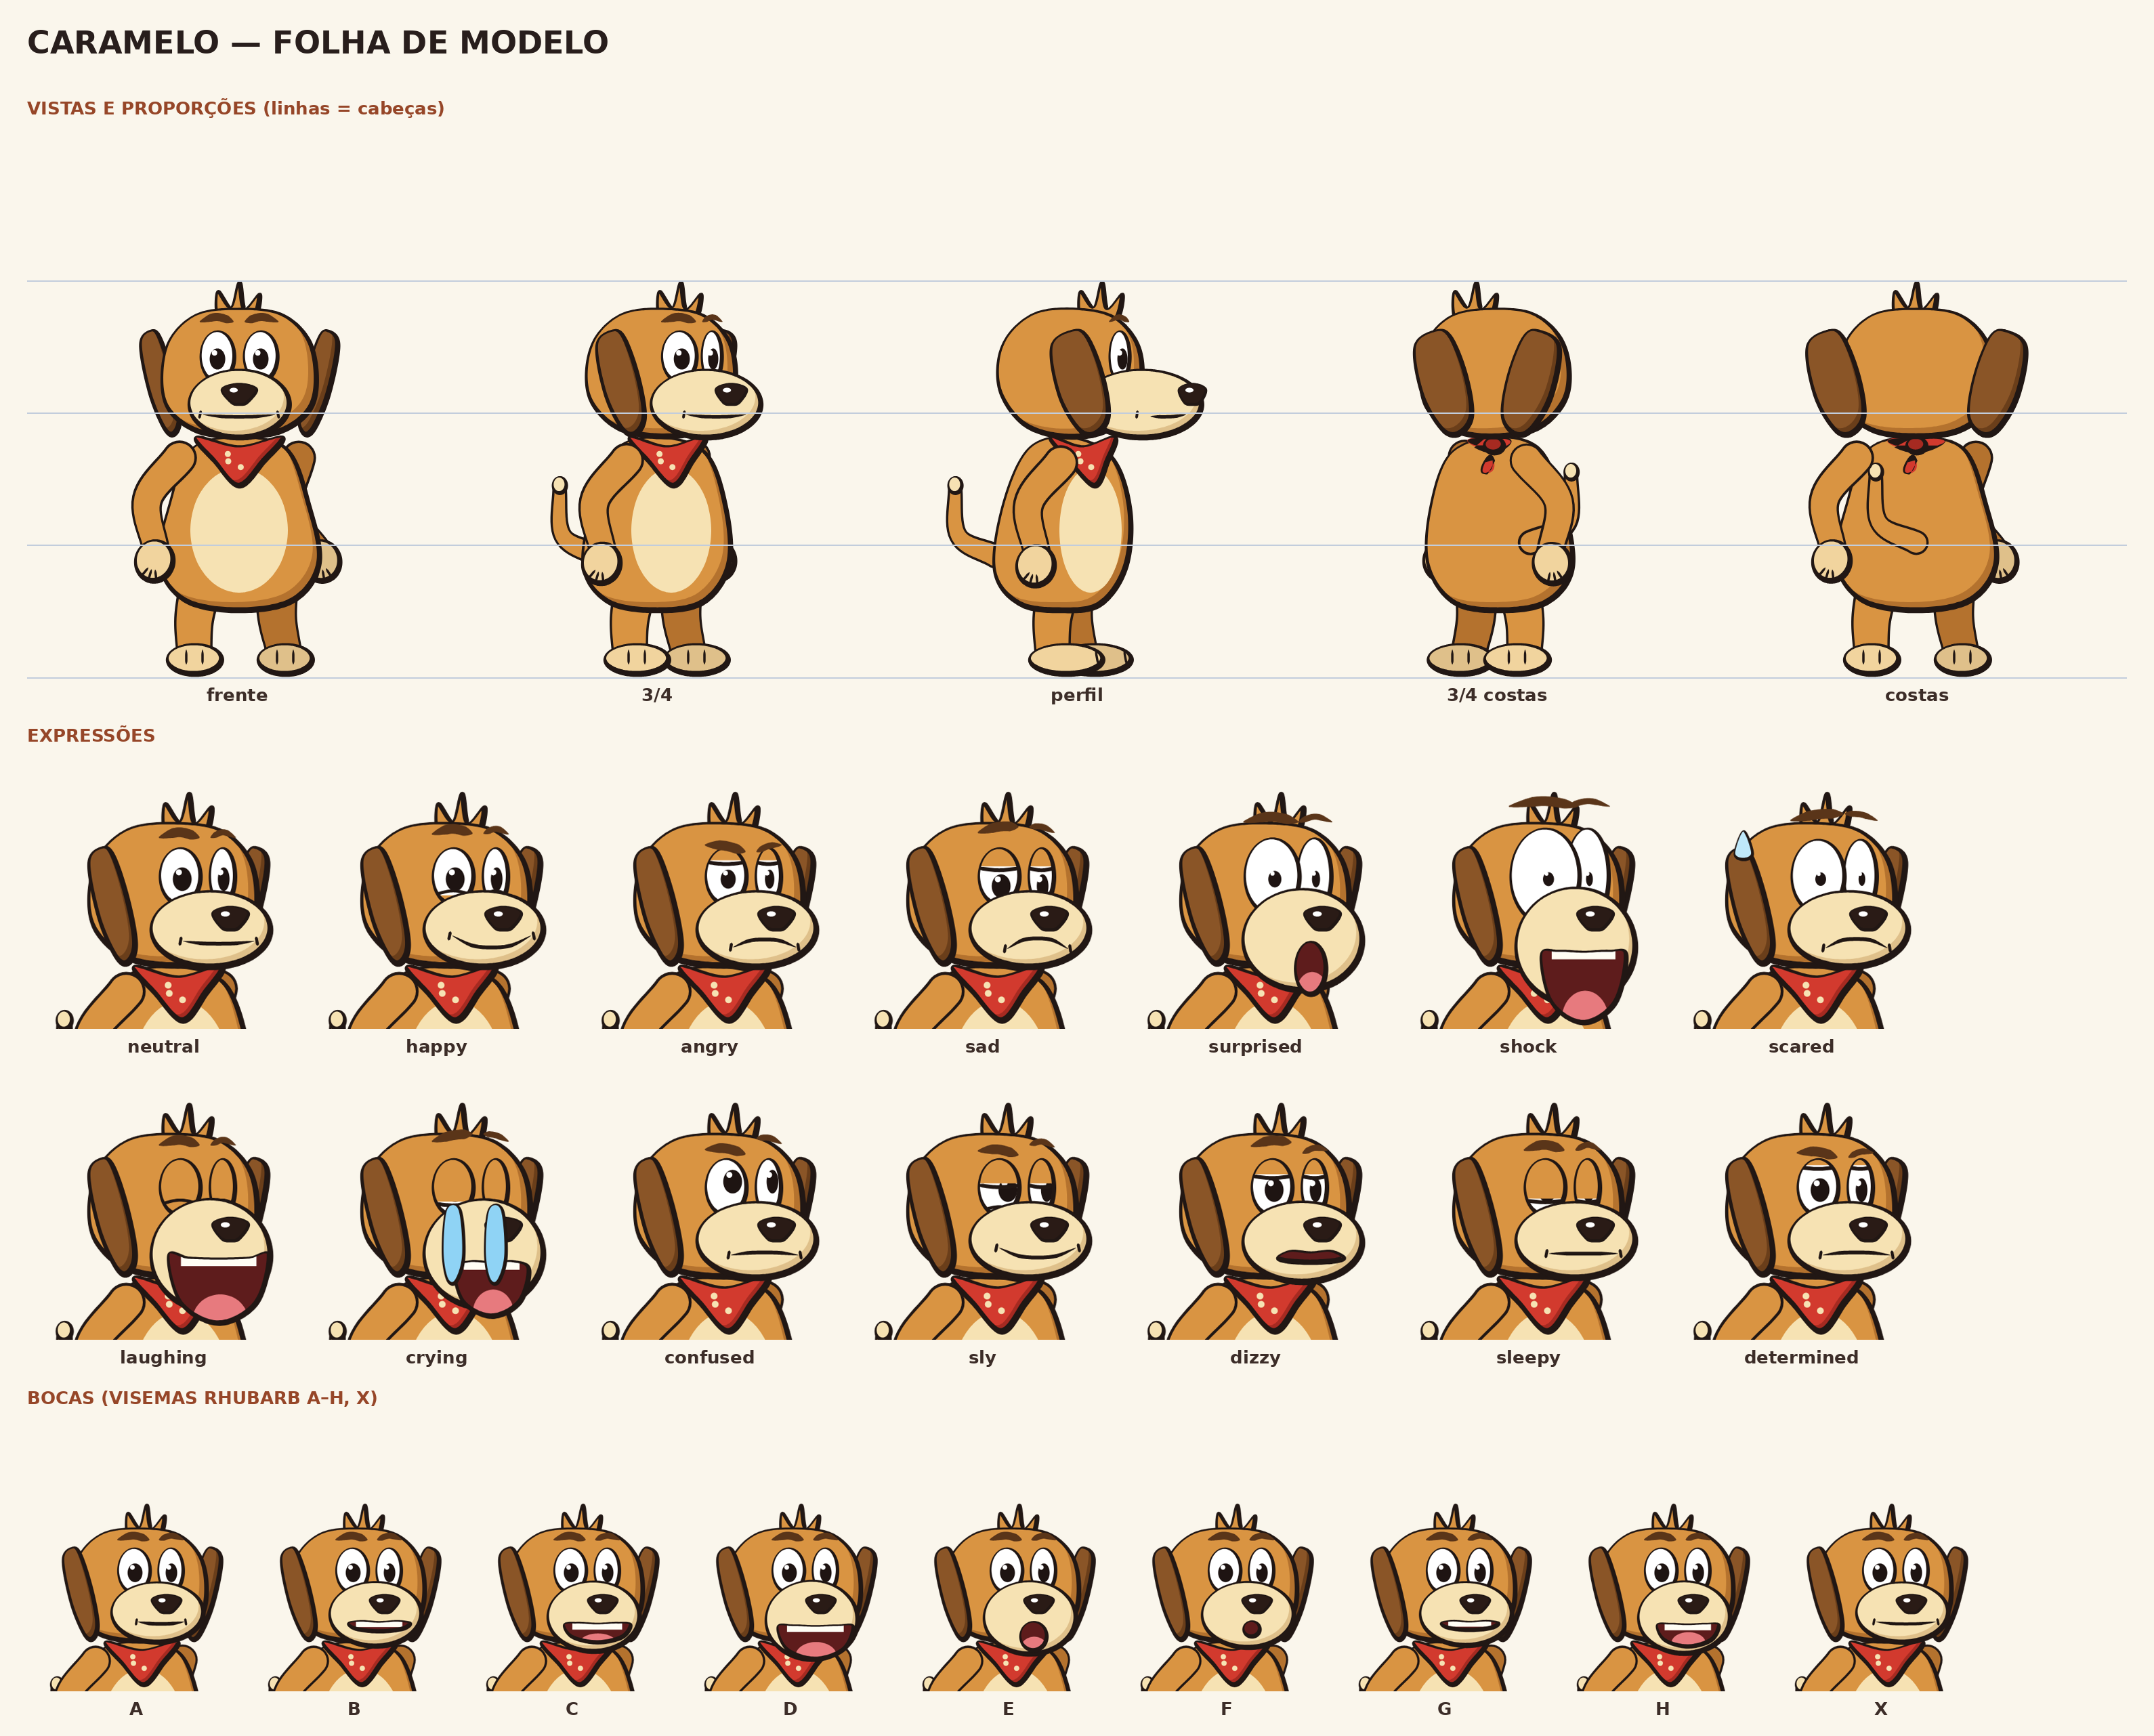 CARAMELO — FOLHA DE MODELO
VISTAS E PROPORÇÕES (linhas = cabeças)
frente
3/4
perfil
3/4 costas
costas
EXPRESSÕES
neutral
happy
angry
sad
surprised
shock
scared
laughing
crying
confused
sly
dizzy
sleepy
determined
BOCAS (VISEMAS RHUBARB A–H, X)
A
B
C
D
E
F
G
H
X